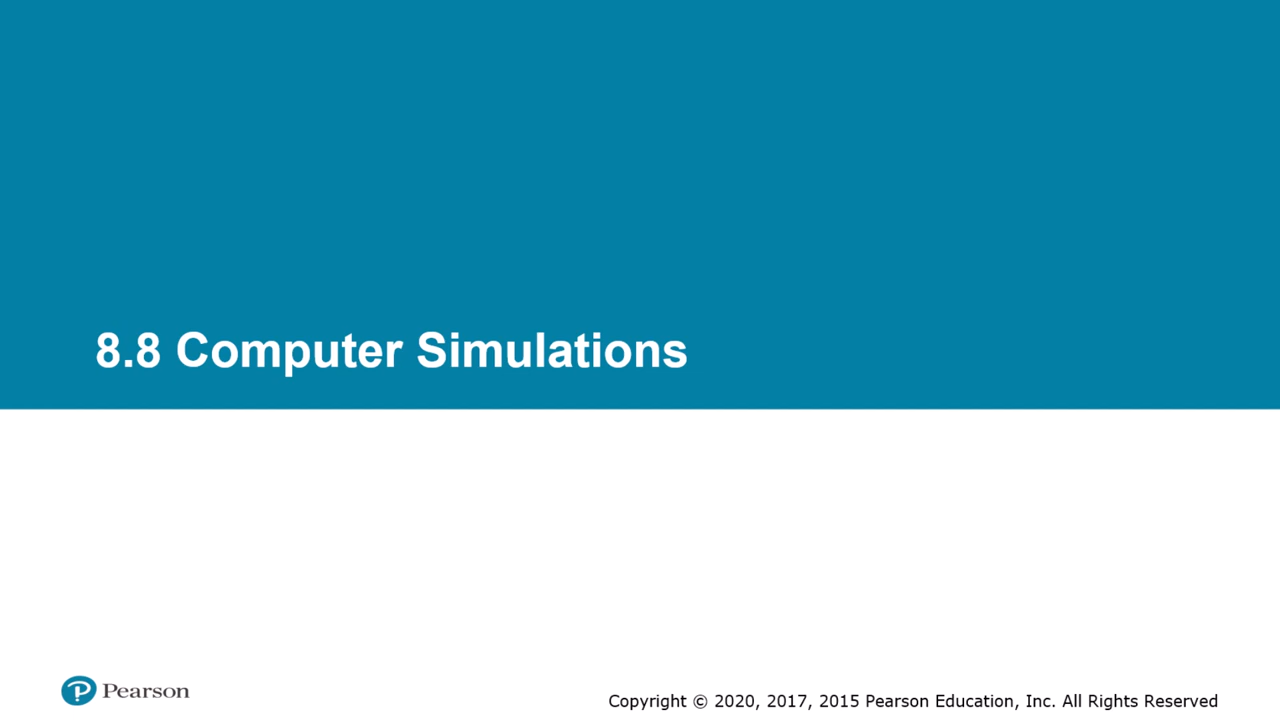 8.8 Computer Simulations
Pearson
Copyright © 2020, 2017, 2015 Pearson Education, Inc. All Rights Reserved